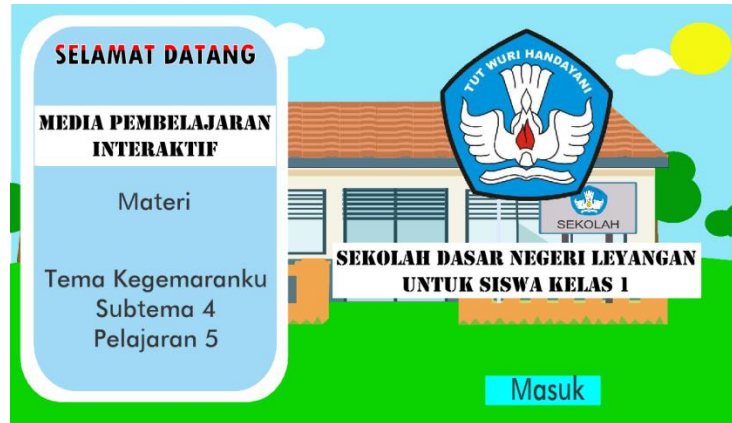 SELAMAT DATANG
MEDIA PEMBELAJARAN
INTERAKTIF
Materi
Tema Kegemaranku
Subtema 4
Pelajaran 5
TUT WURI HANDAYANI
SEKOLAH
SEKOLAH DASAR NEGERI LEYANGAN
UNTUK SISWA KELAS 1
Masuk